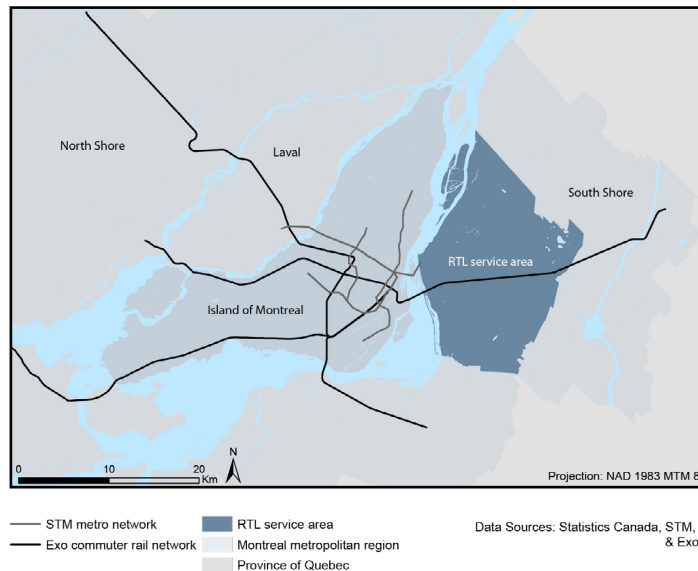 North Shore
Laval
South Shore
RTL service area
Island of Montreal
N
0 10 20
Km
Projection: NAD 1983 MTM 8
STM metro network
Exo commuter rail network
RTL service area
Montreal metropolitan region
Province of Quebec
Data Sources: Statistics Canada, STM,
& Exo